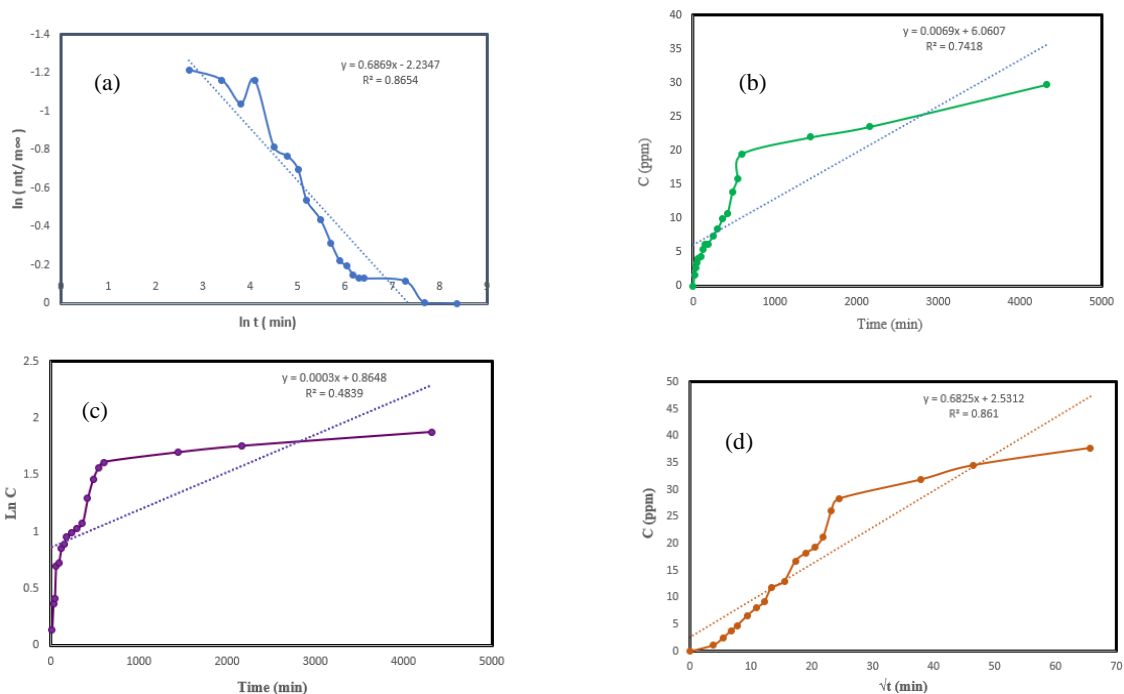 -1.4
-1.2
-1
-0.8
-0.6
-0.4
-0.2
0
ln ( mt/ m∞ )
(a)
y = 0.6869x - 2.2347
R² = 0.8654
0 1 2 3 4 5 6 7 8 9
ln t ( min)
40
35
30
25
20
15
10
5
0
C (ppm)
(b)
y = 0.0069x + 6.0607
R² = 0.7418
0 1000 2000 3000 4000 5000
Time (min)
2.5
2
1.5
1
0.5
0
Ln C
(c)
y = 0.0003x + 0.8648
R² = 0.4839
0 1000 2000 3000 4000 5000
Time (min)
50
45
40
35
30
25
20
15
10
5
0
C (ppm)
(d)
y = 0.6825x + 2.5312
R² = 0.861
0 10 20 30 40 50 60 70
√t (min)